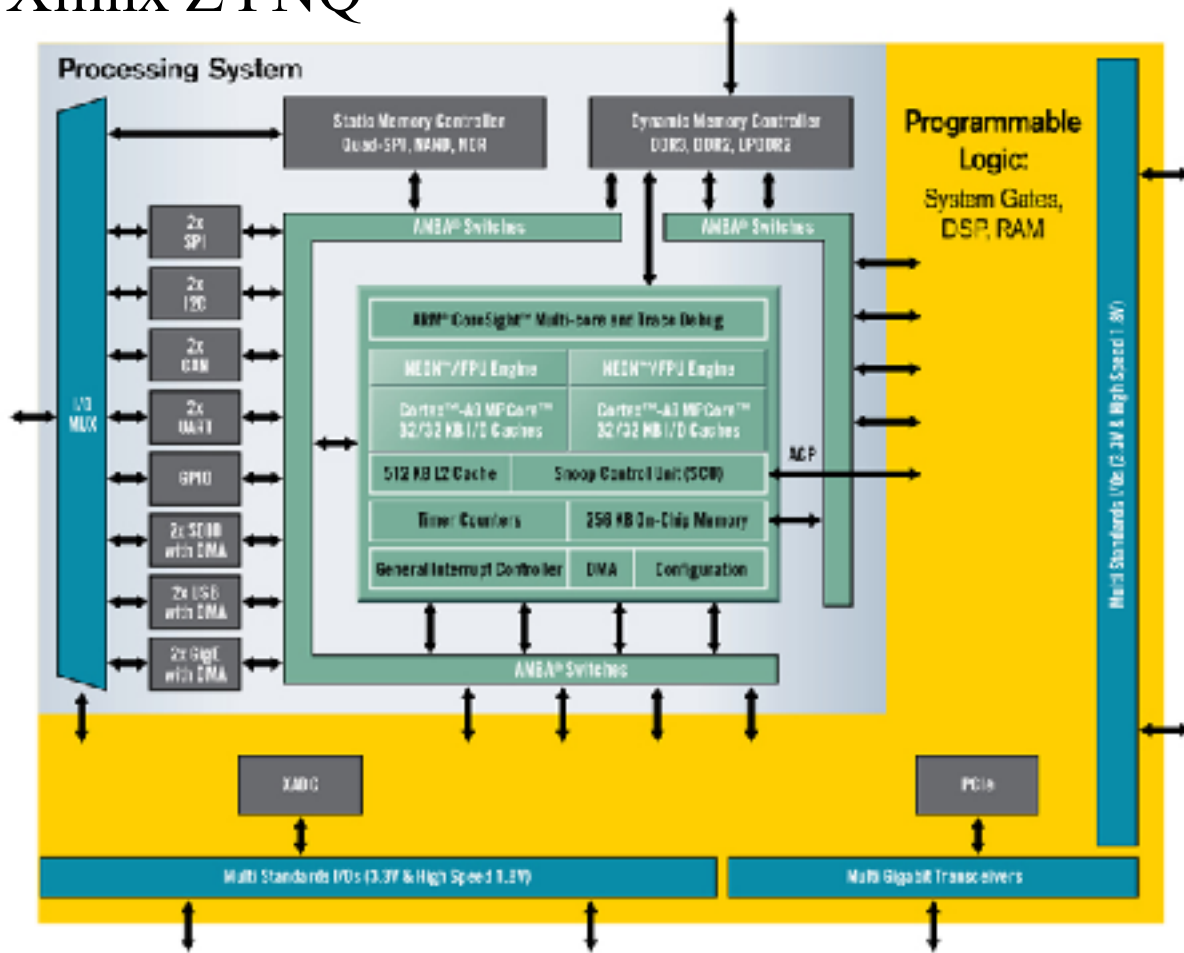 Xilinx ZYNQ
Processing System
Static Memory Controller
Quad-SPI, NAND, NOR
Dynamic Memory Controller
DDR3, DDR2, LPDDR2
Programmable
Logic:
System Gates,
DSP, RAM
AMBA® Switches
AMBA® Switches
2x
SPI
2x
I2C
2x
CAN
2x
UART
GPIO
2x SDIO
with DMA
2x USB
with DMA
2x GigE
with DMA
I/O
MUX
ARM® CoreSight™ Multi-core and Trace Debug
NEON™/FPU Engine
NEON™/FPU Engine
Cortex™-A9 MPCore™
32/32 KB I/D Caches
Cortex™-A9 MPCore™
32/32 KB I/D Caches
512 KB L2 Cache
Snoop Control Unit (SCU)
ACP
Timer Counters
256 KB On-Chip Memory
General Interrupt Controller
DMA
Configuration
AMBA® Switches
Multi Standards I/Os (3.3V & High Speed 1.8V)
XADC
PCIe
Multi Standards I/Os (3.3V & High Speed 1.8V)
Multi Gigabit Transceivers